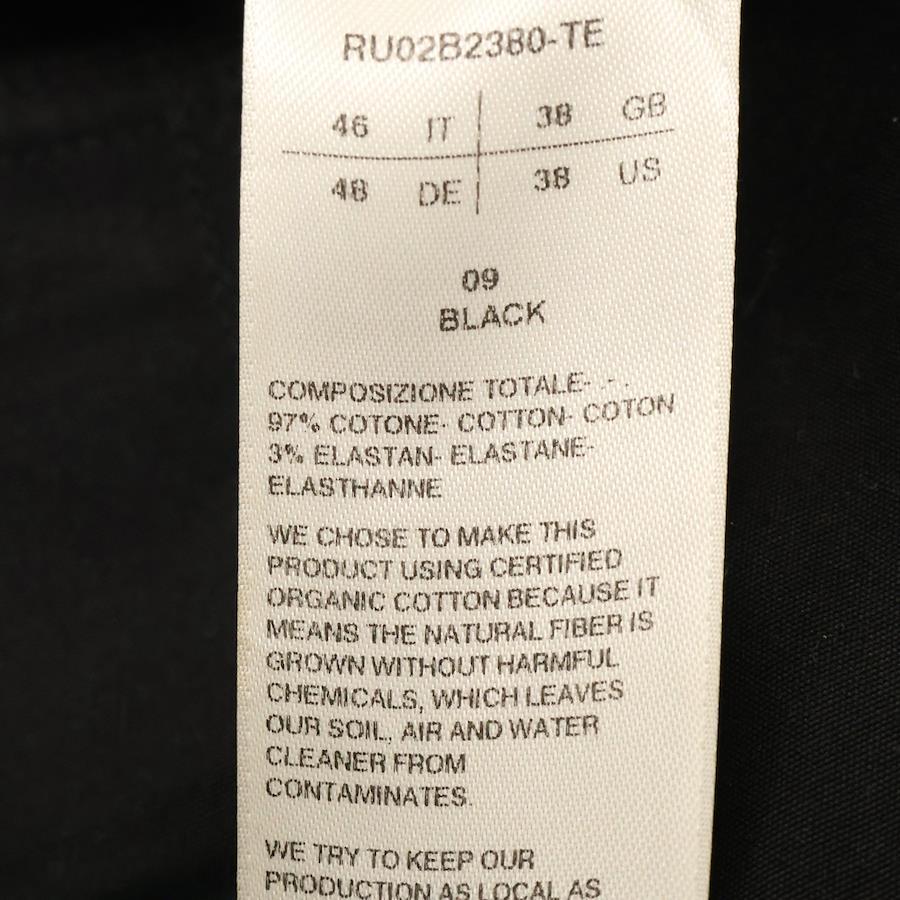 RU02B2380-TE
46 IT 38 GB
48 DE 38 US
09
BLACK
COMPOSIZIONE TOTALE- .- .
97% COTONE- COTTON- COTON
3% ELASTAN- ELASTANE-
ELASTHANNE
WE CHOSE TO MAKE THIS
PRODUCT USING CERTIFIED
ORGANIC COTTON BECAUSE IT
MEANS THE NATURAL FIBER IS
GROWN WITHOUT HARMFUL
CHEMICALS, WHICH LEAVES
OUR SOIL, AIR AND WATER
CLEANER FROM
CONTAMINATES.
WE TRY TO KEEP OUR
PRODUCTION AS LOCAL AS